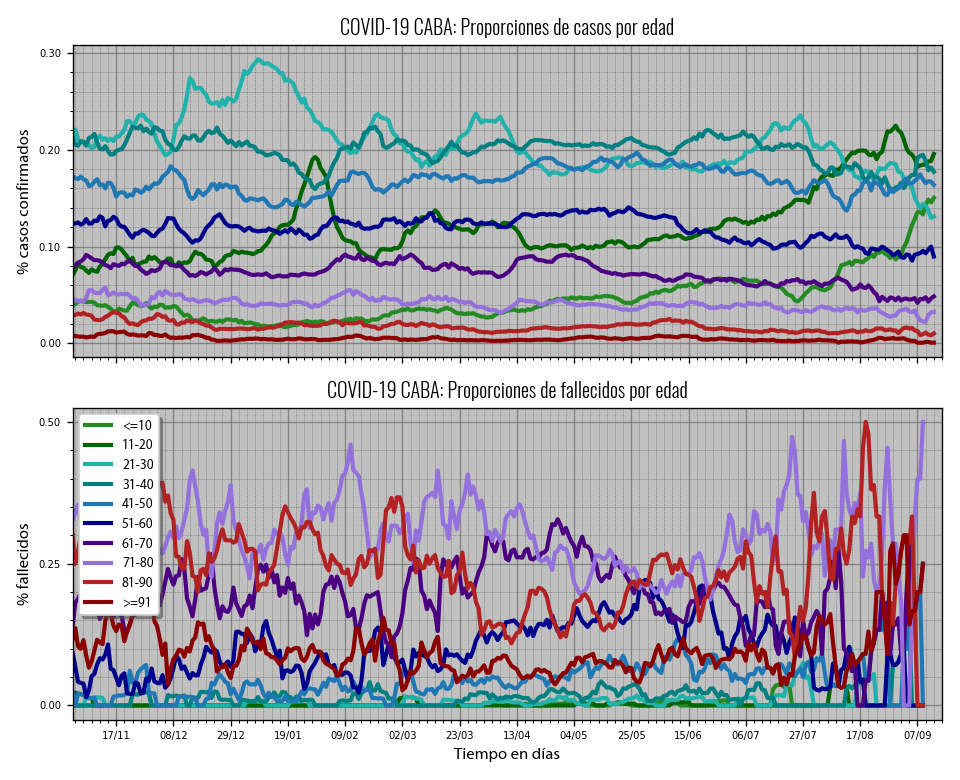 COVID-19 CABA: Proporciones de casos por edad
0.30
0.20
0.10
0.00
% casos confirmados
COVID-19 CABA: Proporciones de fallecidos por edad
0.50
0.25
0.00
% fallecidos
<=10
11-20
21-30
31-40
41-50
51-60
61-70
71-80
81-90
>=91
17/11 08/12 29/12 19/01 09/02 02/03 23/03 13/04 04/05 25/05 15/06 06/07 27/07 17/08 07/09
Tiempo en días